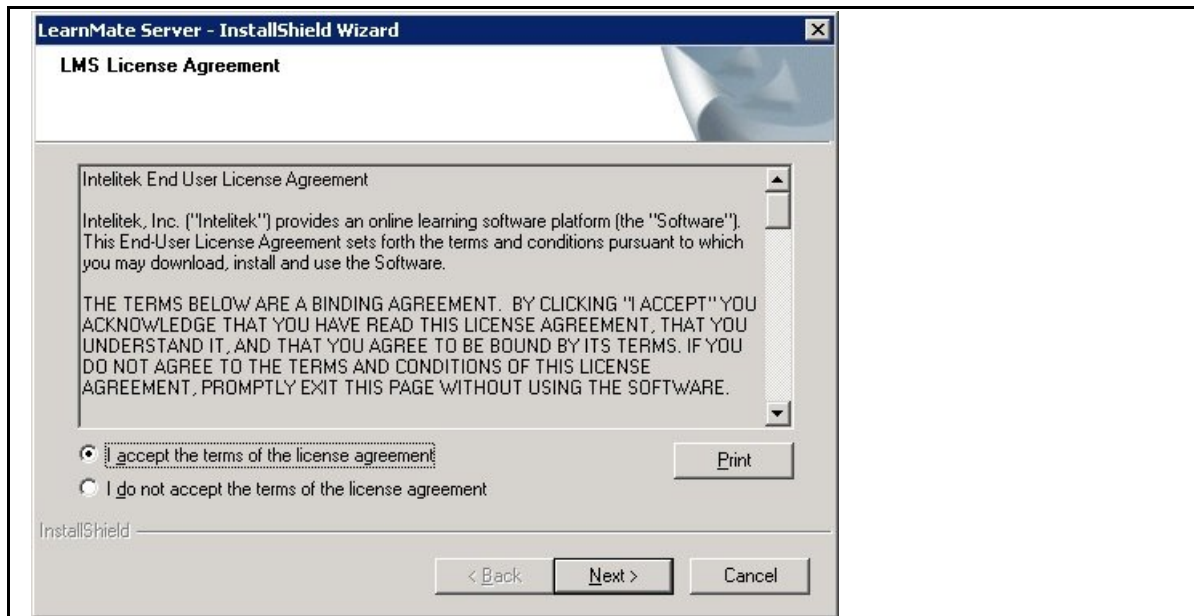 LearnMate Server - InstallShield Wizard
LMS License Agreement
Intelitek End User License Agreement
Intelitek, Inc. ("Intelitek") provides an online learning software platform (the "Software").
This End-User License Agreement sets forth the terms and conditions pursuant to which
you may download, install and use the Software.
THE TERMS BELOW ARE A BINDING AGREEMENT. BY CLICKING "I ACCEPT" YOU
ACKNOWLEDGE THAT YOU HAVE READ THIS LICENSE AGREEMENT, THAT YOU
UNDERSTAND IT, AND THAT YOU AGREE TO BE BOUND BY ITS TERMS. IF YOU
DO NOT AGREE TO THE TERMS AND CONDITIONS OF THIS LICENSE
AGREEMENT, PROMPTLY EXIT THIS PAGE WITHOUT USING THE SOFTWARE.
I accept the terms of the license agreement
Print
I do not accept the terms of the license agreement
InstallShield
< Back Next > Cancel